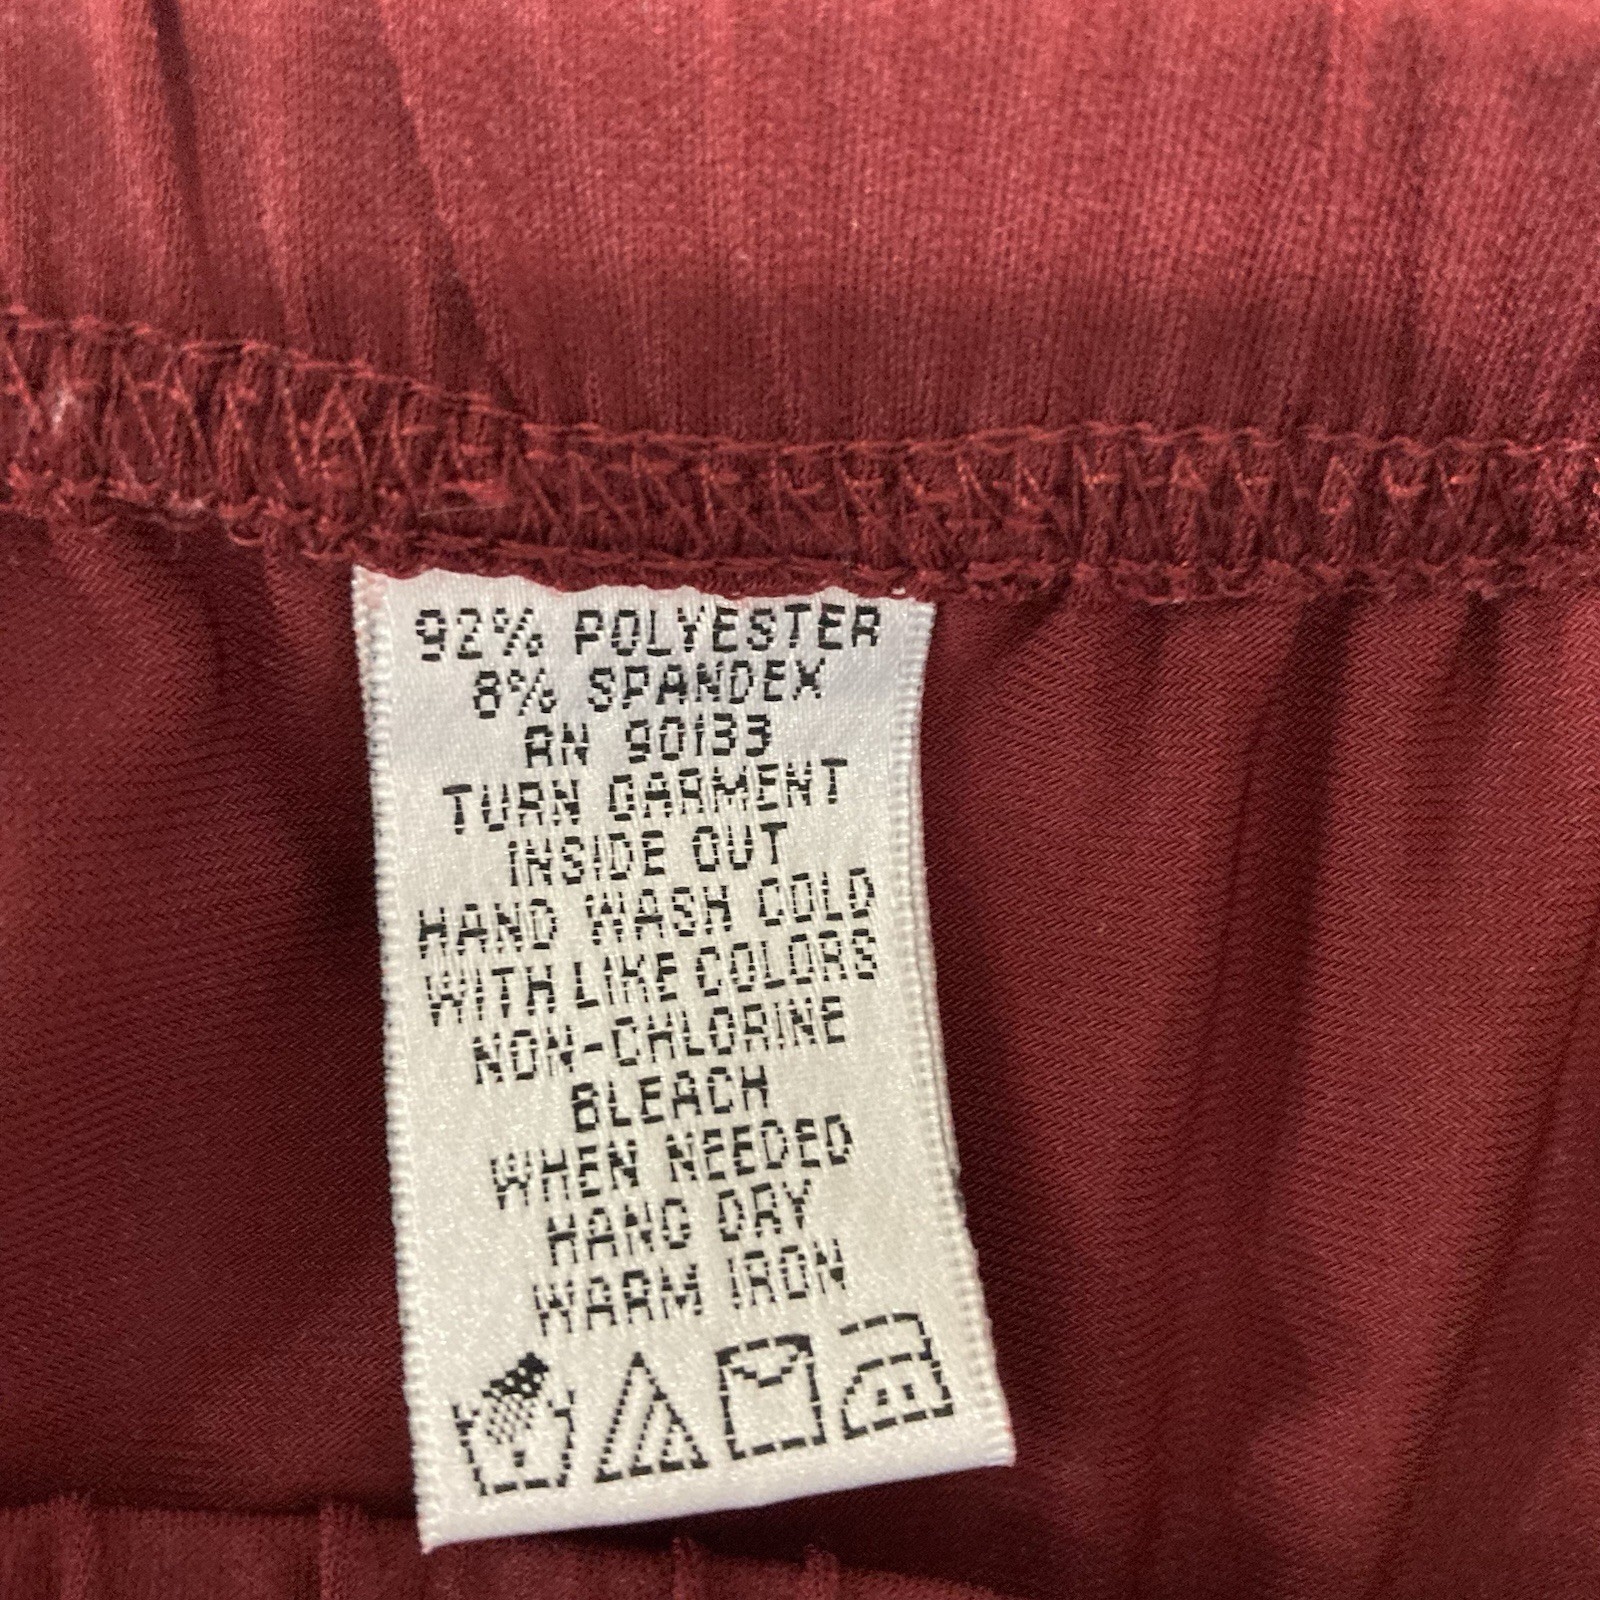 92% POLYESTER
8% SPANDEX
RN 90133
TURN GARMENT
INSIDE OUT
HAND WASH COLD
WITH LIKE COLORS
NON-CHLORINE
BLEACH
WHEN NEEDED
HANG DRY
WARM IRON